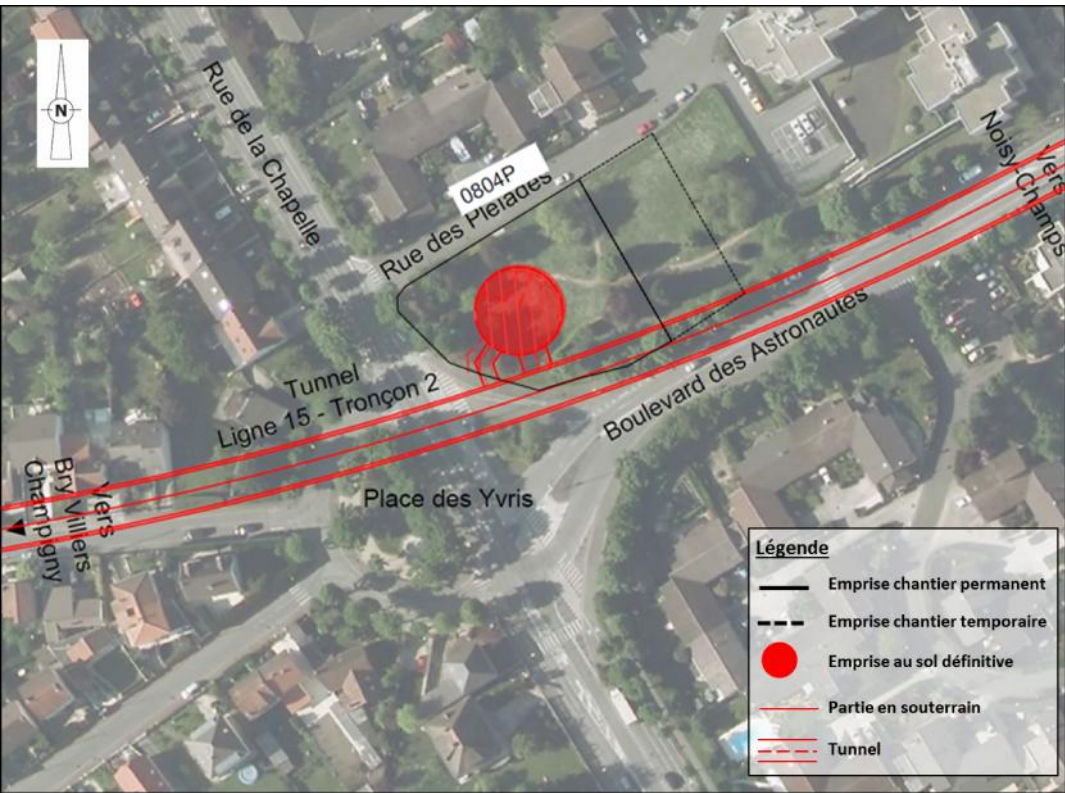 N
Rue de la Chapelle
0804P
Rue des Pléiades
Vers
Noisy-Champs
Tunnel
Ligne 15 - Tronçon 2
Boulevard des Astronautes
Vers
Bry Villiers
Champigny
Place des Yvris
Légende
Emprise chantier permanent
Emprise chantier temporaire
Emprise au sol définitive
Partie en souterrain
Tunnel